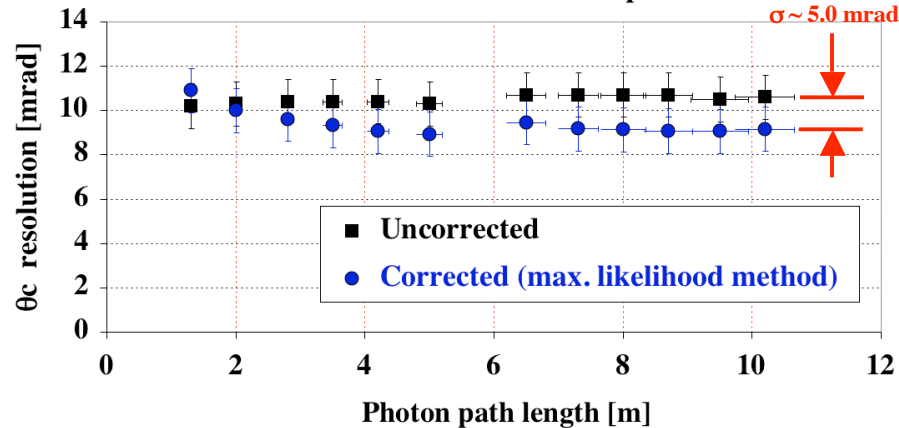 σ ~ 5.0 mrad
14
12
10
8
6
4
2
0
θc resolution [mrad]
Uncorrected
Corrected (max. likelihood method)
0 2 4 6 8 10 12
Photon path length [m]